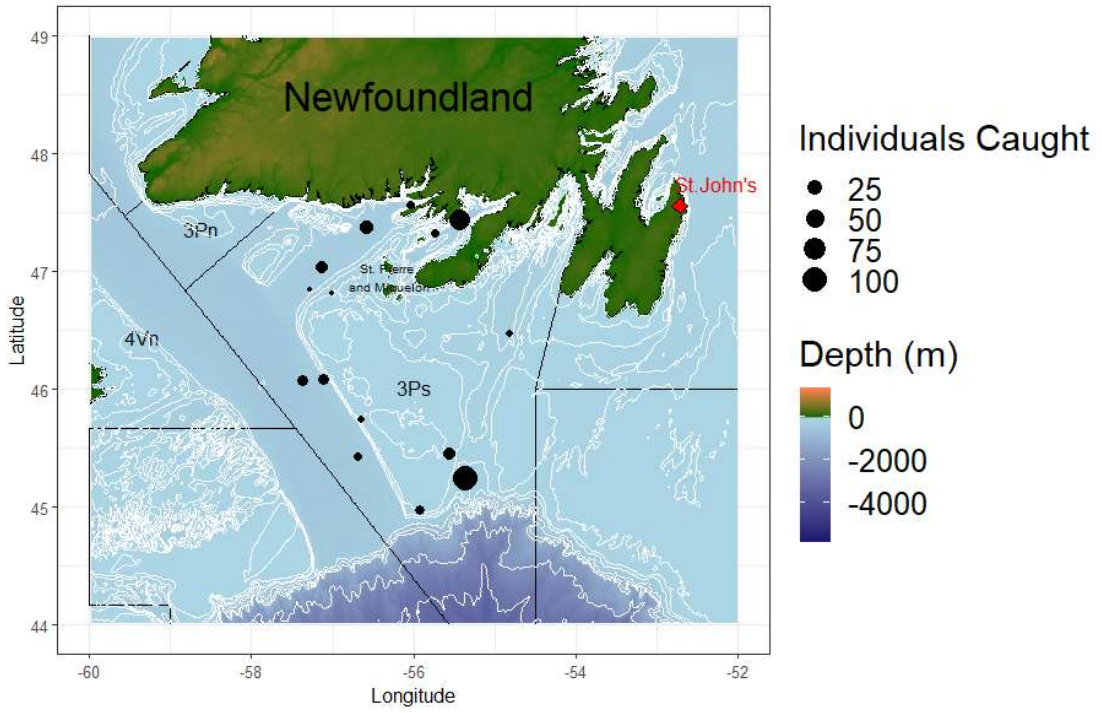 49
48
47
46
45
44
-60
-58
-56
-54
-52
Latitude
Longitude
Newfoundland
St.John's
3Pn
St. Pierre
and Miquelon
4Vn
3Ps
Individuals Caught
25
50
75
100
Depth (m)
0
-2000
-4000